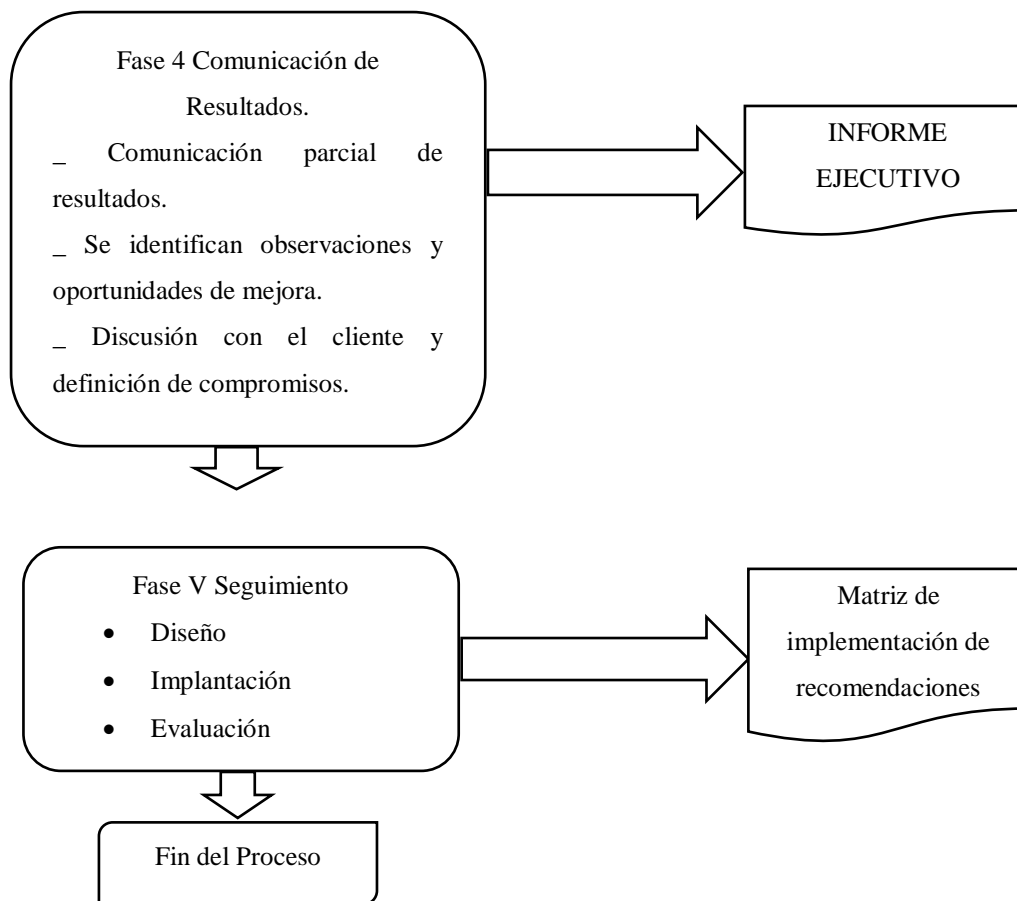 Fase 4 Comunicación de
Resultados.
_ Comunicación parcial de
resultados.
_ Se identifican observaciones y
oportunidades de mejora.
_ Discusión con el cliente y
definición de compromisos.
INFORME
EJECUTIVO
Fase V Seguimiento
• Diseño
• Implantación
• Evaluación
Matriz de
implementación de
recomendaciones
Fin del Proceso